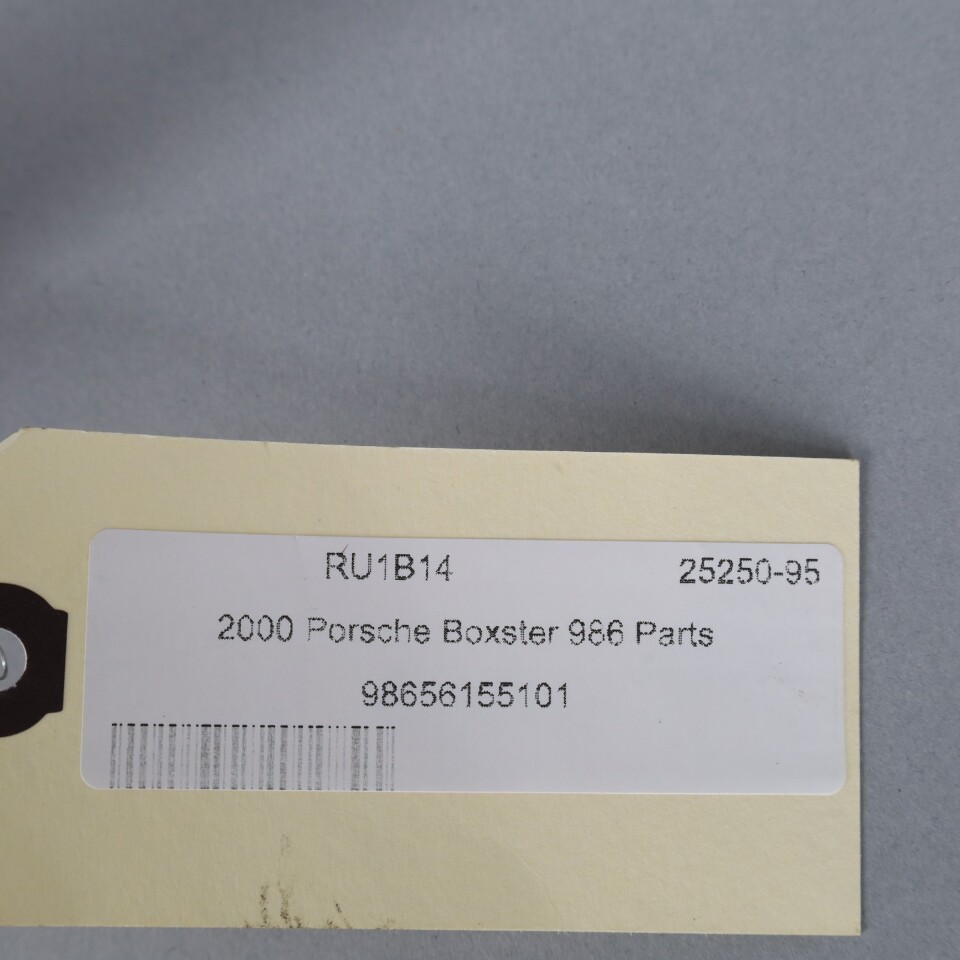 RU1B14 25250-95
2000 Porsche Boxster 986 Parts
98656155101